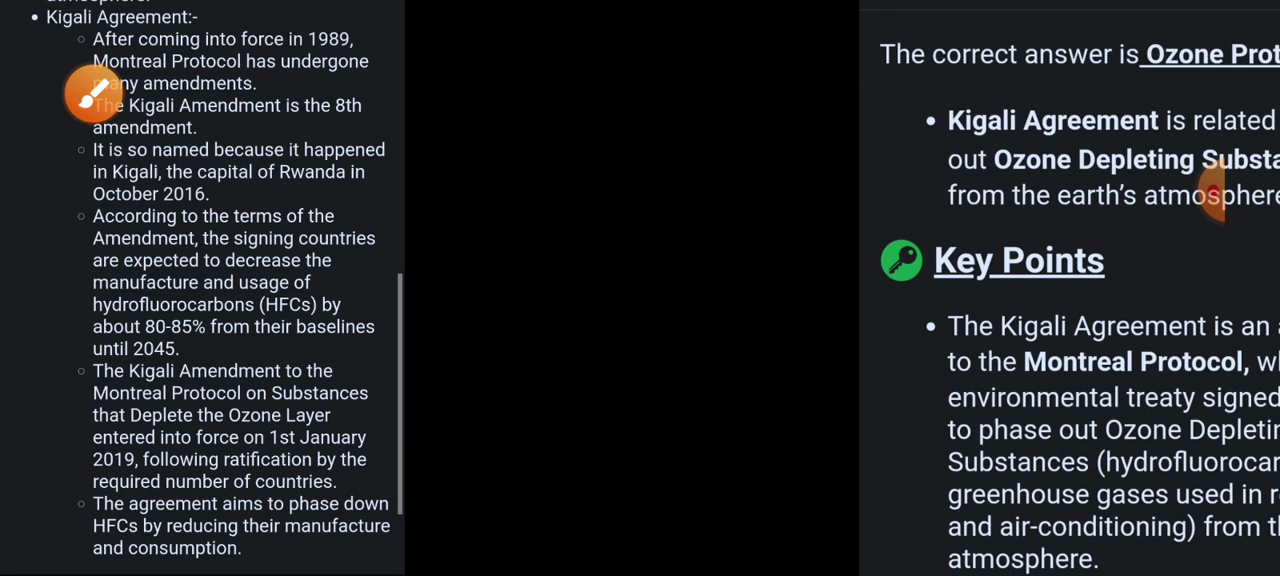 Kigali Agreement:-
After coming into force in 1989,
Montreal Protocol has undergone
many amendments.
The Kigali Amendment is the 8th
amendment.
It is so named because it happened
in Kigali, the capital of Rwanda in
October 2016.
According to the terms of the
Amendment, the signing countries
are expected to decrease the
manufacture and usage of
hydrofluorocarbons (HFCs) by
about 80-85% from their baselines
until 2045.
The Kigali Amendment to the
Montreal Protocol on Substances
that Deplete the Ozone Layer
entered into force on 1st January
2019, following ratification by the
required number of countries.
The agreement aims to phase down
HFCs by reducing their manufacture
and consumption.
The correct answer is Ozone
Kigali Agreement is related
out Ozone Depleting
from the earth's
Key Points
The Kigali Agreement is an
to the Montreal Protocol,
environmental treaty signed
to phase out Ozone
Substances
greenhouse gases used in
and air-conditioning) from
atmosphere.